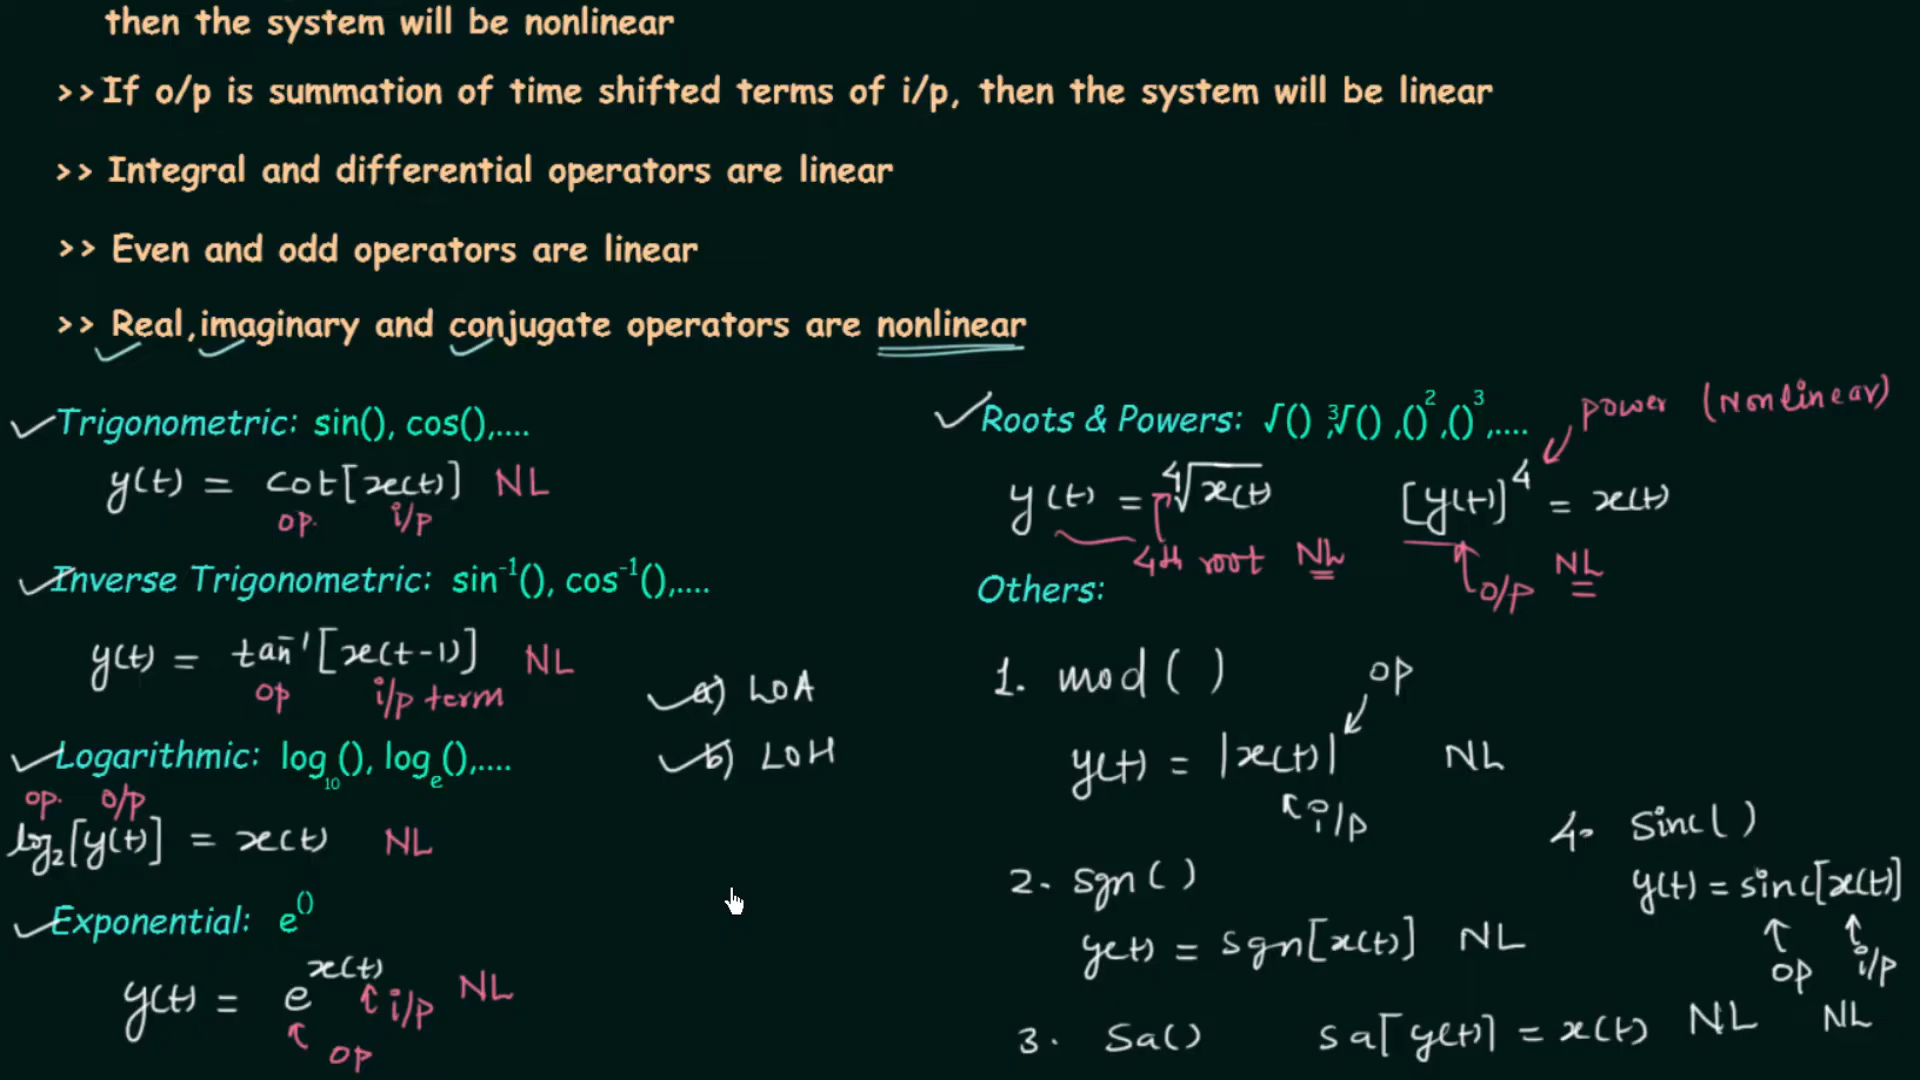 then the system will be nonlinear
>> If o/p is summation of time shifted terms of i/p, then the system will be linear
>> Integral and differential operators are linear
>> Even and odd operators are linear
>> Real, imaginary and conjugate operators are nonlinear
Trigonometric: sin(), cos(),....
y(t) = cot[x(t)] NL
op. i/p
Inverse Trigonometric: sin⁻¹(), cos⁻¹(),....
y(t) = tan⁻¹[x(t-1)] NL
op i/p term
a) LOA
b) LOH
Logarithmic: log₁₀(), logₑ(),....
op. o/p
log₂[y(t)] = x(t) NL
Exponential: e⁽⁾
y(t) = e^x(t) NL
i/p
op
Roots & Powers: √(), ³√(), ()², ()³,....
power (Nonlinear)
y(t) = ⁴√x(t) [y(t)]⁴ = x(t)
4th root NL o/p NL
Others:
1. mod ( )
op
y(t) = |x(t)| NL
i/p
2. sgn ( )
y(t) = sgn[x(t)] NL
3. Sa() sa[y(t)] = x(t) NL
4. Sinc( )
y(t) = sinc[x(t)]
op i/p
NL